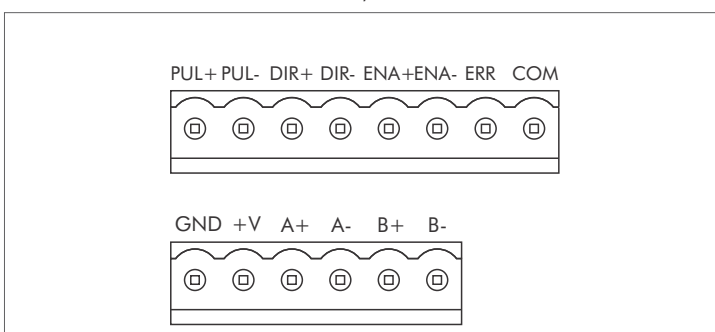 PUL+ PUL- DIR+ DIR- ENA+ENA- ERR COM
GND +V A+ A- B+ B-